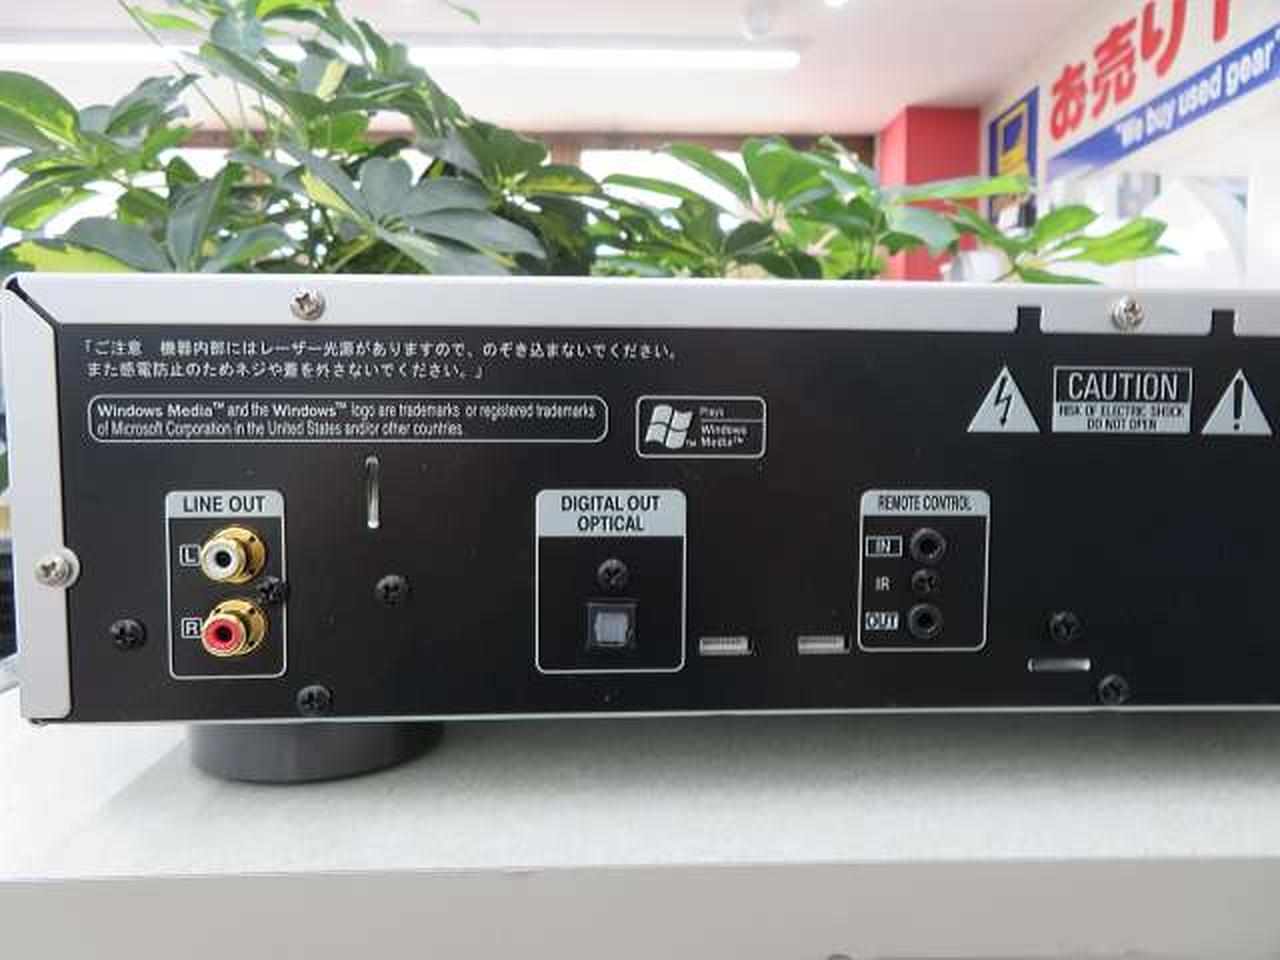 お売り下
"We buy used gear"
「ご注意　機器内部にはレーザー光源がありますので、のぞき込まないでください。
また感電防止のためネジや蓋を外さないでください。」
Windows Media™ and the Windows™ logo are trademarks or registered trademarks
of Microsoft Corporation in the United States and/or other countries.
Plays
Windows
Media™
CAUTION
RISK OF ELECTRIC SHOCK
DO NOT OPEN
LINE OUT
L
R
DIGITAL OUT
OPTICAL
REMOTE CONTROL
IN
IR
OUT